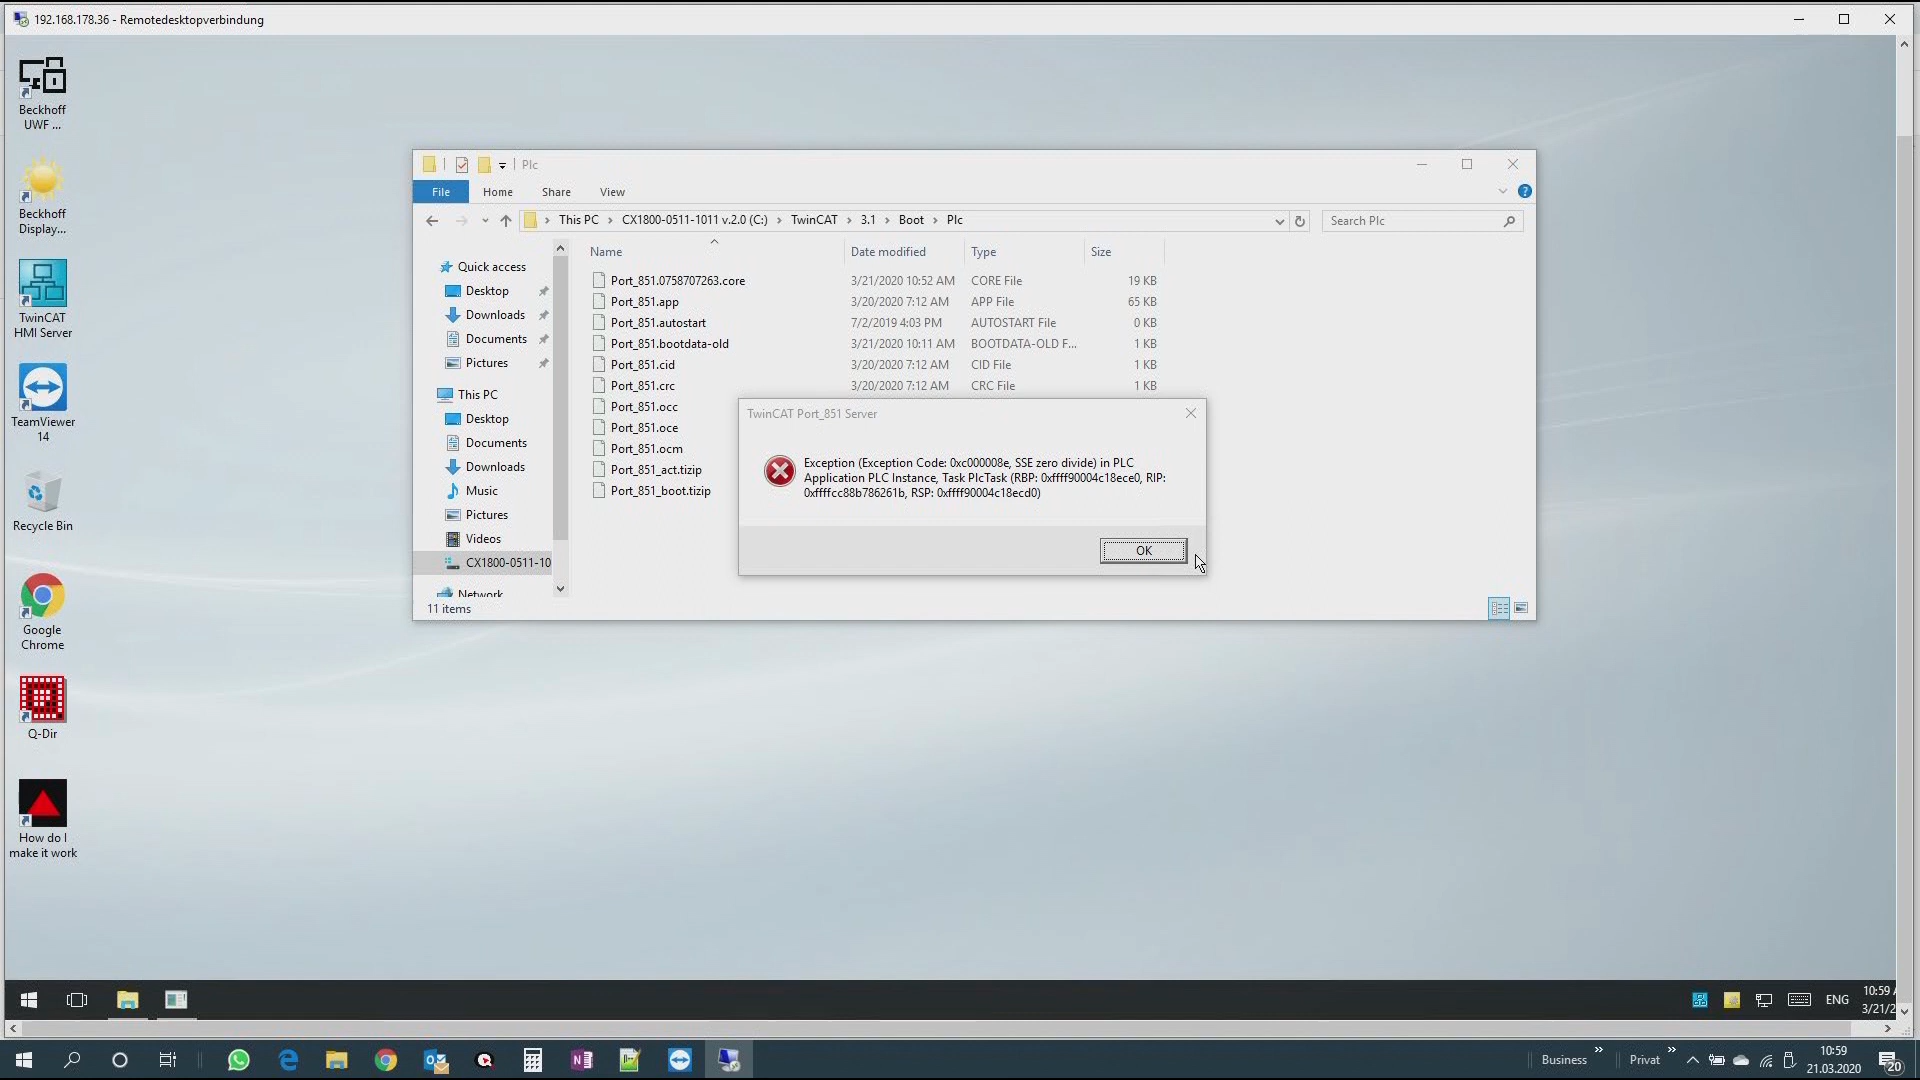 192.168.178.36 - Remotedesktopverbindung
Beckhoff
UWF ...
Beckhoff
Display...
TwinCAT
HMI Server
TeamViewer
14
Recycle Bin
Google
Chrome
Q-Dir
How do I
make it work
Plc
File Home Share View
This PC CX1800-0511-1011 v.2.0 (C:) TwinCAT 3.1 Boot Plc
Search Plc
Quick access
Desktop
Downloads
Documents
Pictures
This PC
Desktop
Documents
Downloads
Music
Pictures
Videos
CX1800-0511-10
Network
Name Date modified Type Size
Port_851.0758707263.core 3/21/2020 10:52 AM CORE File 19 KB
Port_851.app 3/20/2020 7:12 AM APP File 65 KB
Port_851.autostart 7/2/2019 4:03 PM AUTOSTART File 0 KB
Port_851.bootdata-old 3/21/2020 10:11 AM BOOTDATA-OLD F... 1 KB
Port_851.cid 3/20/2020 7:12 AM CID File 1 KB
Port_851.crc 3/20/2020 7:12 AM CRC File 1 KB
Port_851.occ
Port_851.oce
Port_851.ocm
Port_851_act.tizip
Port_851_boot.tizip
11 items
TwinCAT Port_851 Server
Exception (Exception Code: 0xc000008e, SSE zero divide) in PLC
Application PLC Instance, Task PlcTask (RBP: 0xffff90004c18ece0, RIP:
0xffffcc88b786261b, RSP: 0xffff90004c18ecd0)
OK
ENG
10:59 A
3/21/2
Business
Privat
10:59
21.03.2020
20